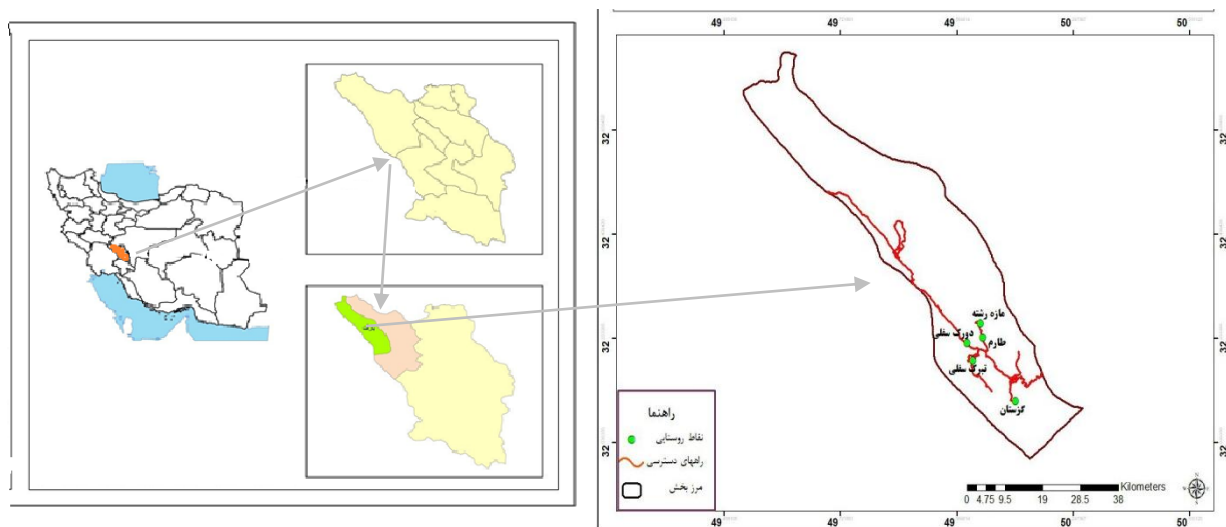 49 49 49 50 50
32
32
32
32
مازه رشته
دورک سفلی
طارم
تبرک سفلی
گزستان
راهنما
نقاط روستایی
راههای دسترسی
مرز بخش
Kilometers
0 4.75 9.5 19 28.5 38
49 49 49 50 50
32
32
32
32